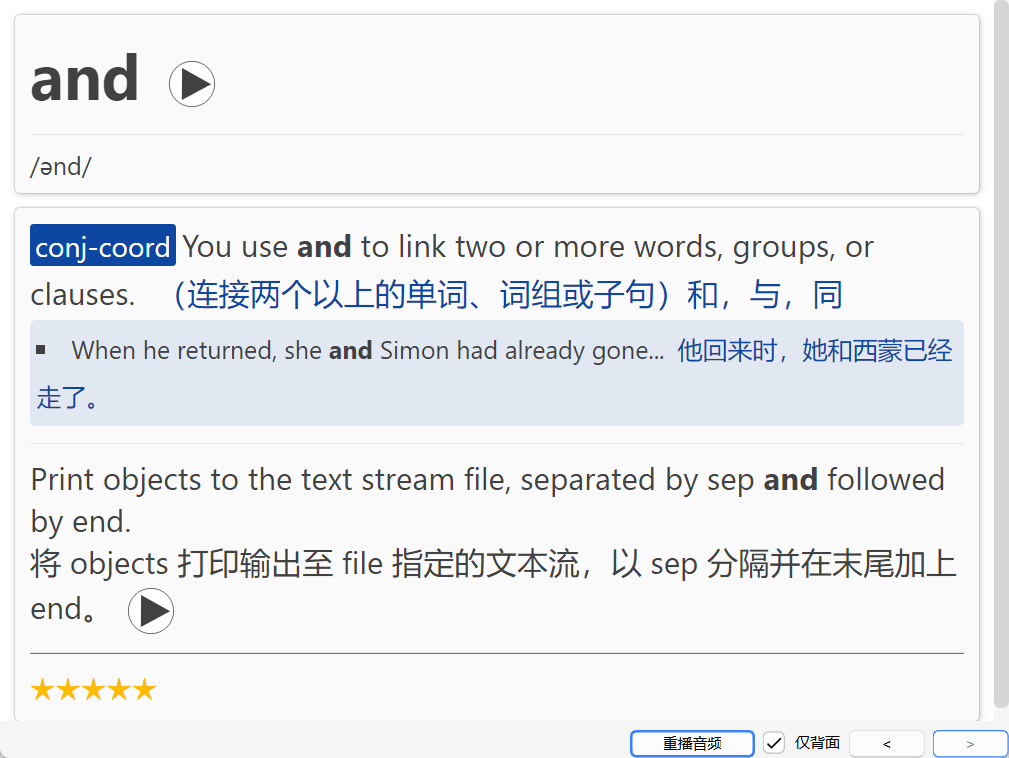 and
/ənd/
conj-coord You use and to link two or more words, groups, or
clauses. （连接两个以上的单词、词组或子句）和，与，同
When he returned, she and Simon had already gone... 他回来时，她和西蒙已经
走了。
Print objects to the text stream file, separated by sep and followed
by end.
将 objects 打印输出至 file 指定的文本流，以 sep 分隔并在末尾加上
end。
★★★★★
重播音频 仅背面 < >